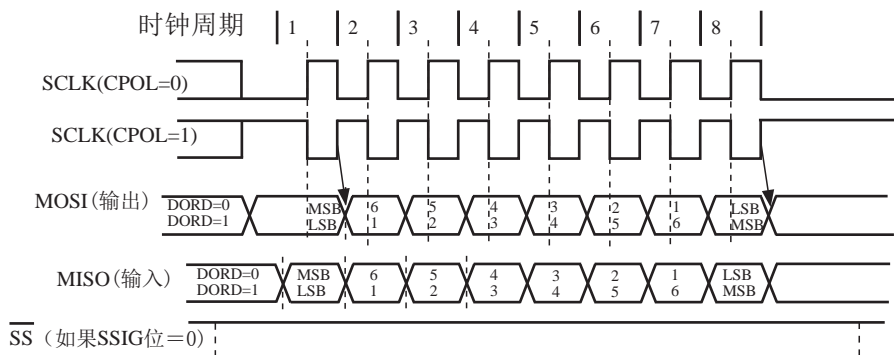 时钟周期 1 2 3 4 5 6 7 8
SCLK(CPOL=0)
SCLK(CPOL=1)
MOSI(输出) DORD=0 MSB 6 5 4 3 2 1 LSB
DORD=1 LSB 1 2 3 4 5 6 MSB
MISO(输入) DORD=0 MSB 6 5 4 3 2 1 LSB
DORD=1 LSB 1 2 3 4 5 6 MSB
SS（如果SSIG位＝0）